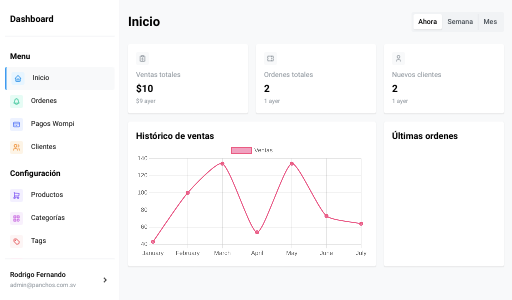 Dashboard
Menu
Inicio
Ordenes
Pagos Wompi
Clientes
Configuración
Productos
Categorías
Tags
Rodrigo Fernando
admin@panchos.com.sv
Inicio
Ahora Semana Mes
Ventas totales
$10
$9 ayer
Ordenes totales
2
1 ayer
Nuevos clientes
2
1 ayer
Histórico de ventas
Ventas
140
120
100
80
60
40
January February March April May June July
Últimas ordenes